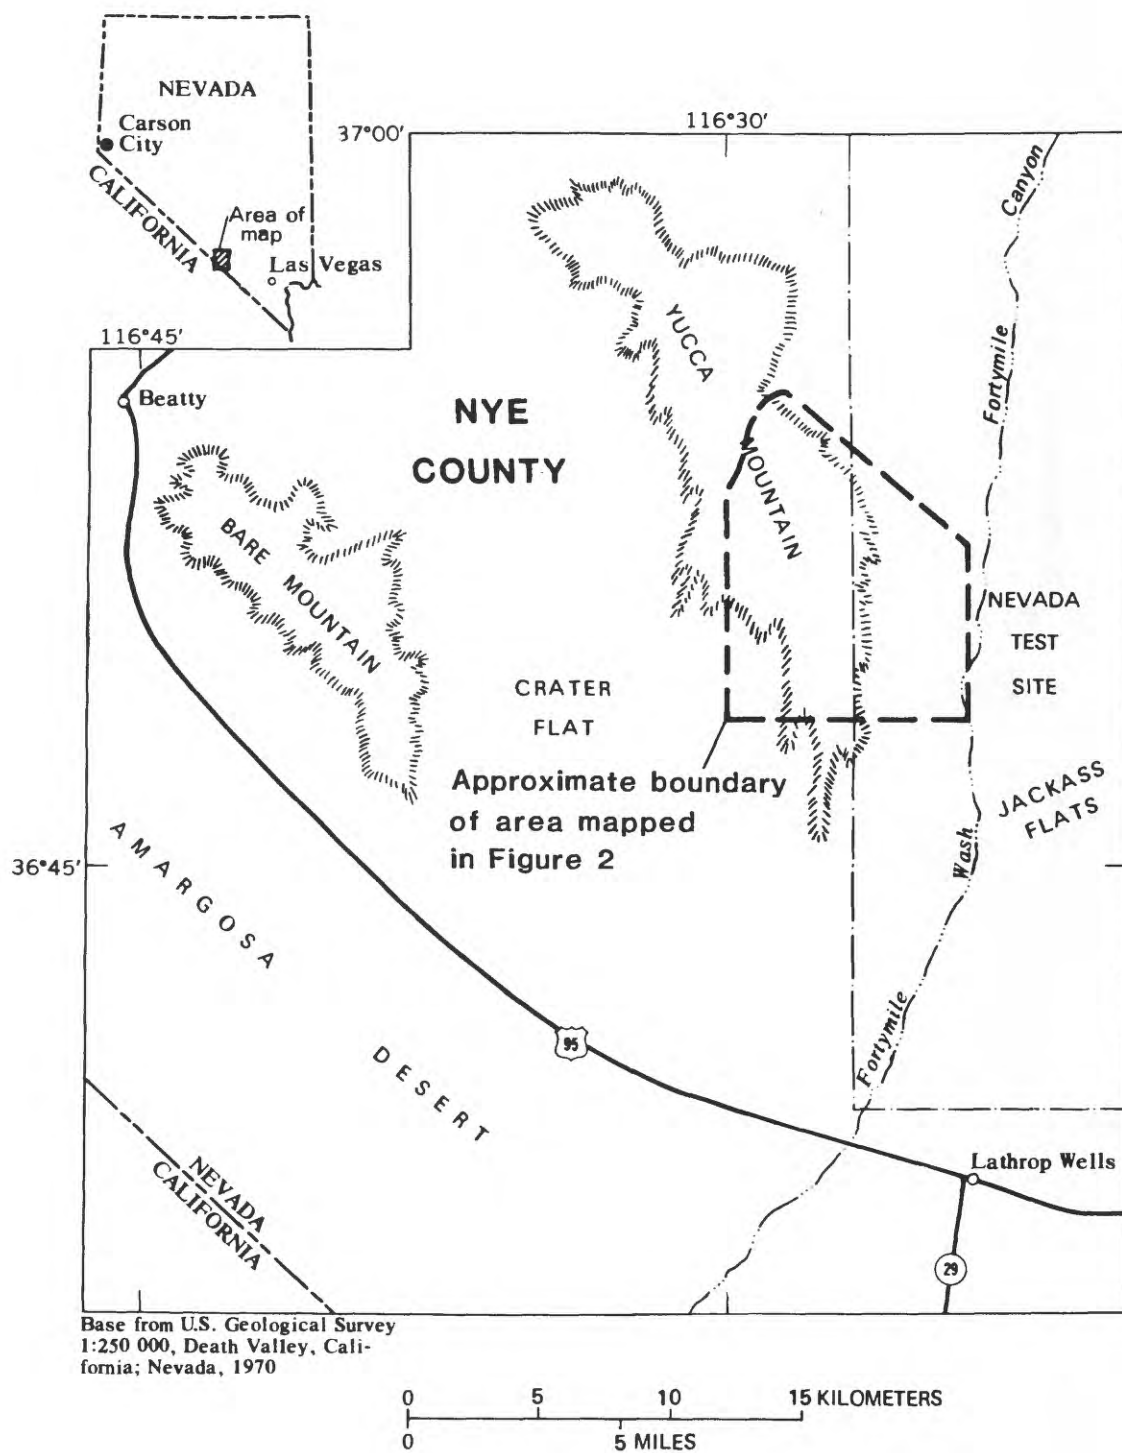 NEVADA
Carson
City
CALIFORNIA
Area of
map
Las Vegas
116°45'
37°00'
116°30'
Canyon
Fortymile
YUCCA
MOUNTAIN
Beatty
NYE
COUNTY
BARE MOUNTAIN
NEVADA
TEST
SITE
CRATER
FLAT
Approximate boundary
of area mapped
in Figure 2
JACKASS
FLATS
36°45'
Wash
Fortymile
AMARGOSA
DESERT
95
Lathrop Wells
NEVADA
CALIFORNIA
29
Base from U.S. Geological Survey
1:250 000, Death Valley, Cali-
fornia; Nevada, 1970
0 5 10 15 KILOMETERS
0 5 MILES